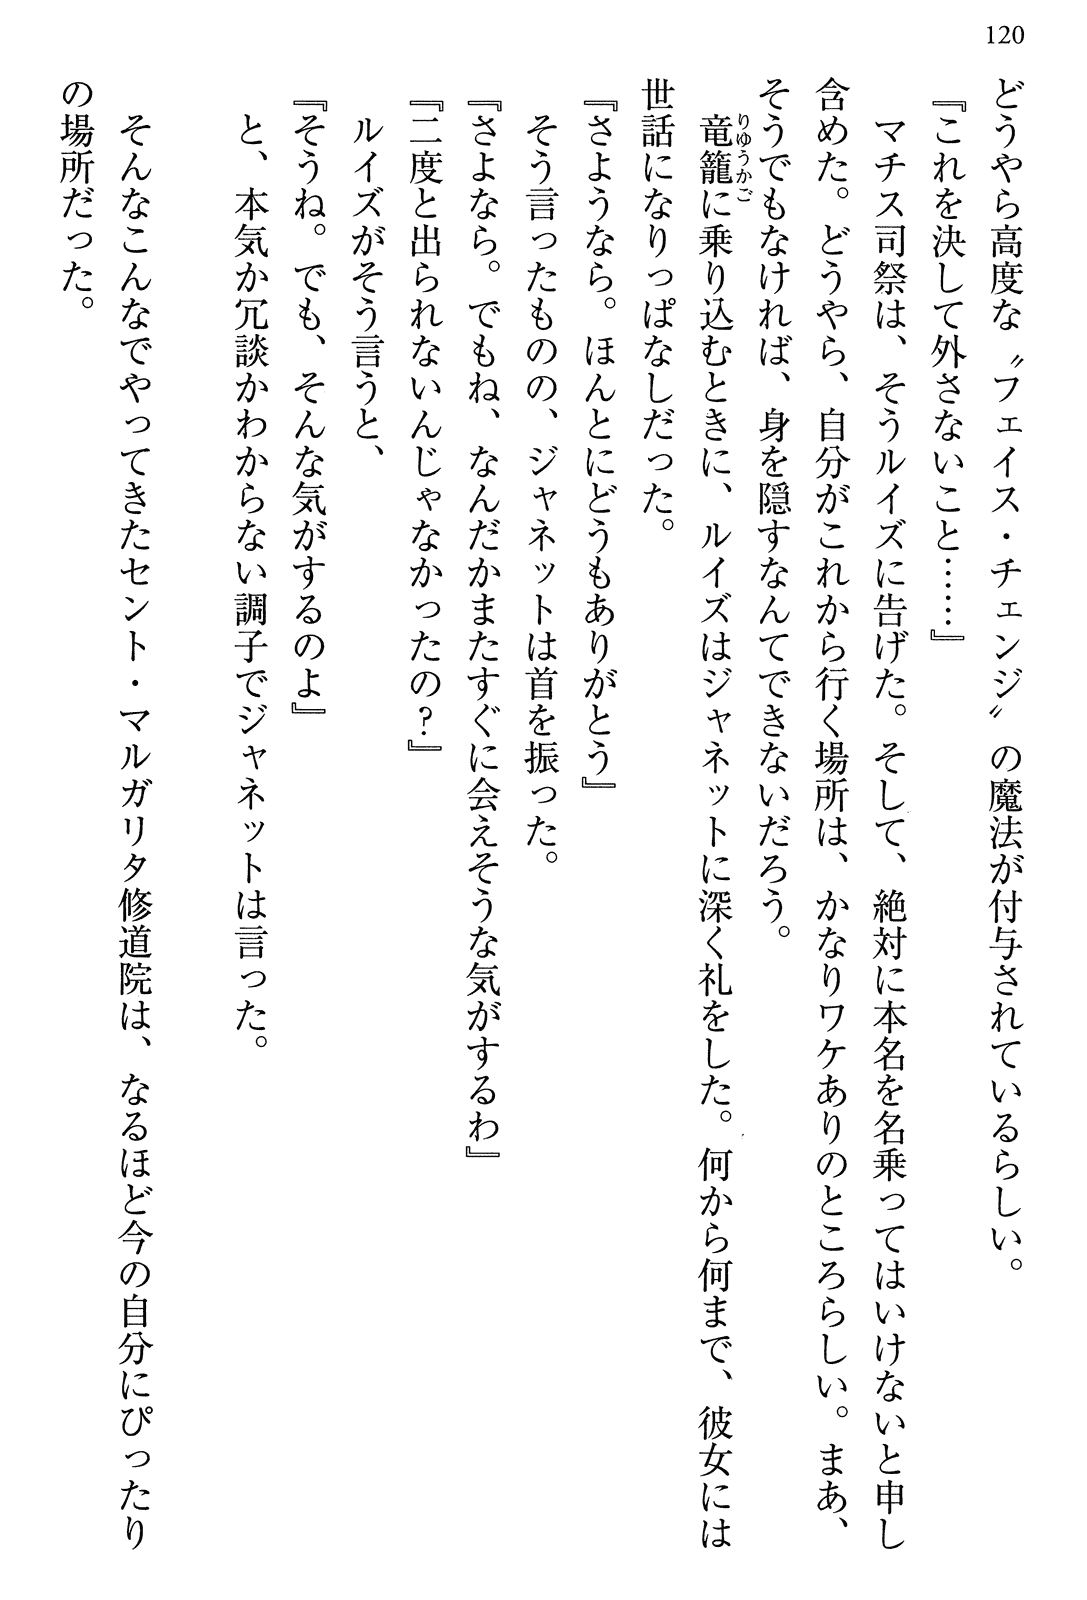 120
どうやら高度な〝フェイス・チェンジ〟の魔法が付与されているらしい。
『これを決して外さないこと……』
マチス司祭は、そうルイズに告げた。そして、絶対に本名を名乗ってはいけないと申し
含めた。どうやら、自分がこれから行く場所は、かなりワケありのところらしい。まあ、
そうでもなければ、身を隠すなんてできないだろう。
りゆうかご
竜籠に乗り込むときに、ルイズはジャネットに深く礼をした。何から何まで、彼女には
世話になりっぱなしだった。
『さようなら。ほんとにどうもありがとう』
そう言ったものの、ジャネットは首を振った。
『さよなら。でもね、なんだかまたすぐに会えそうな気がするわ』
『二度と出られないんじゃなかったの?』
ルイズがそう言うと、
『そうね。でも、そんな気がするのよ』
と、本気か冗談かわからない調子でジャネットは言った。
そんなこんなでやってきたセント・マルガリタ修道院は、なるほど今の自分にぴったり
の場所だった。